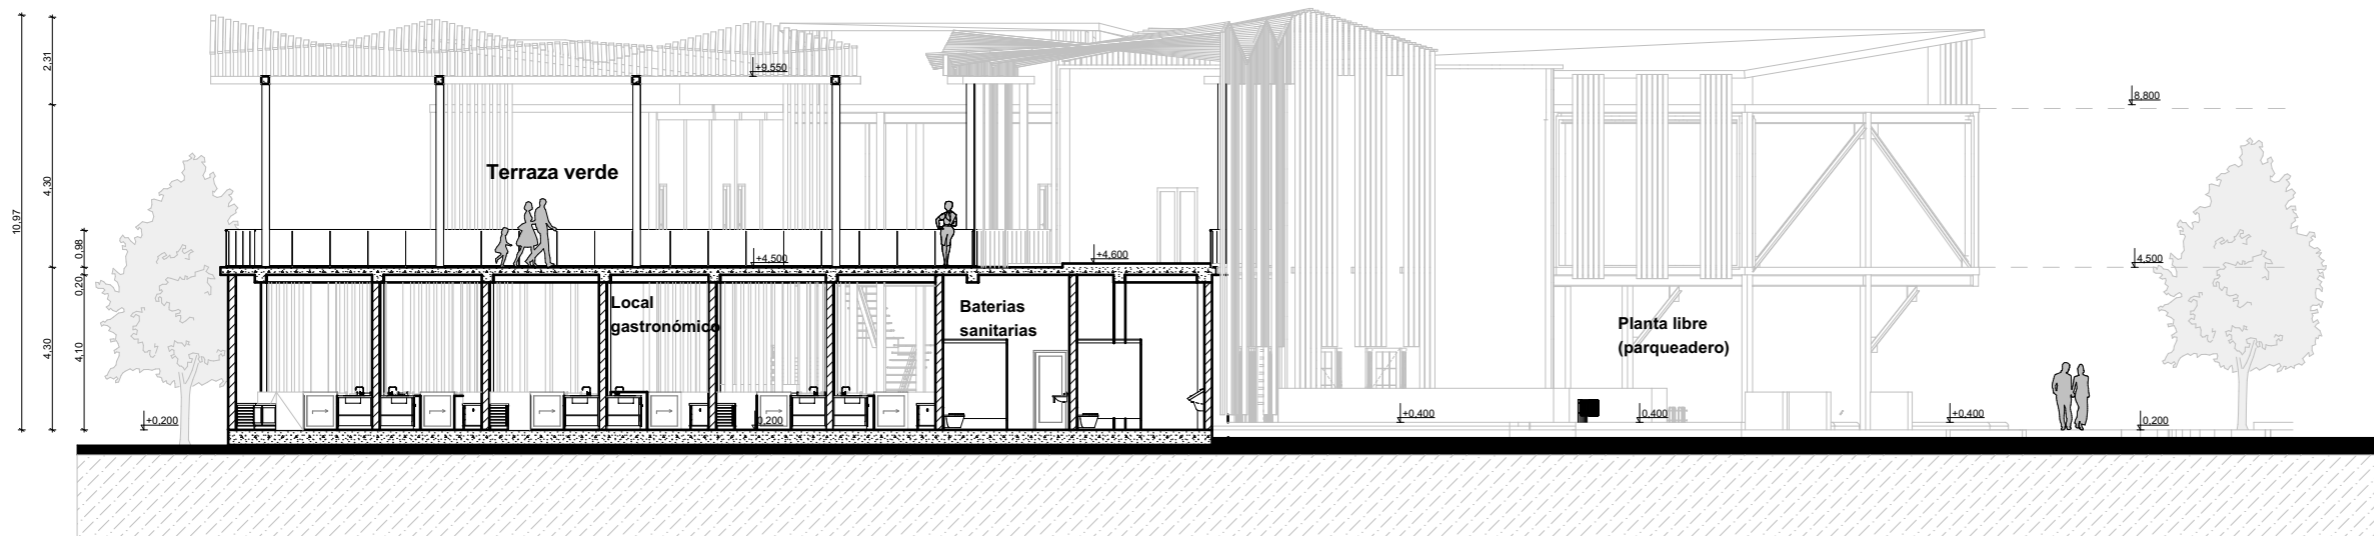 2,31
10,97
4,30
0,98
0,20
4,30
4,10
+9,550
8,800
Terraza verde
+4,500
+4,600
4,500
Local
gastronómico
Baterias
sanitarias
Planta libre
(parqueadero)
+0,200
0,200
+0,400
0,400
+0,400
0,200